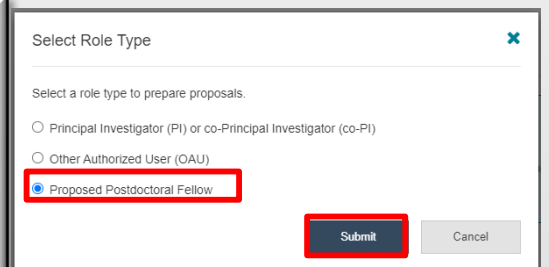 Select Role Type
Select a role type to prepare proposals.
Principal Investigator (PI) or co-Principal Investigator (co-PI)
Other Authorized User (OAU)
Proposed Postdoctoral Fellow
Submit Cancel